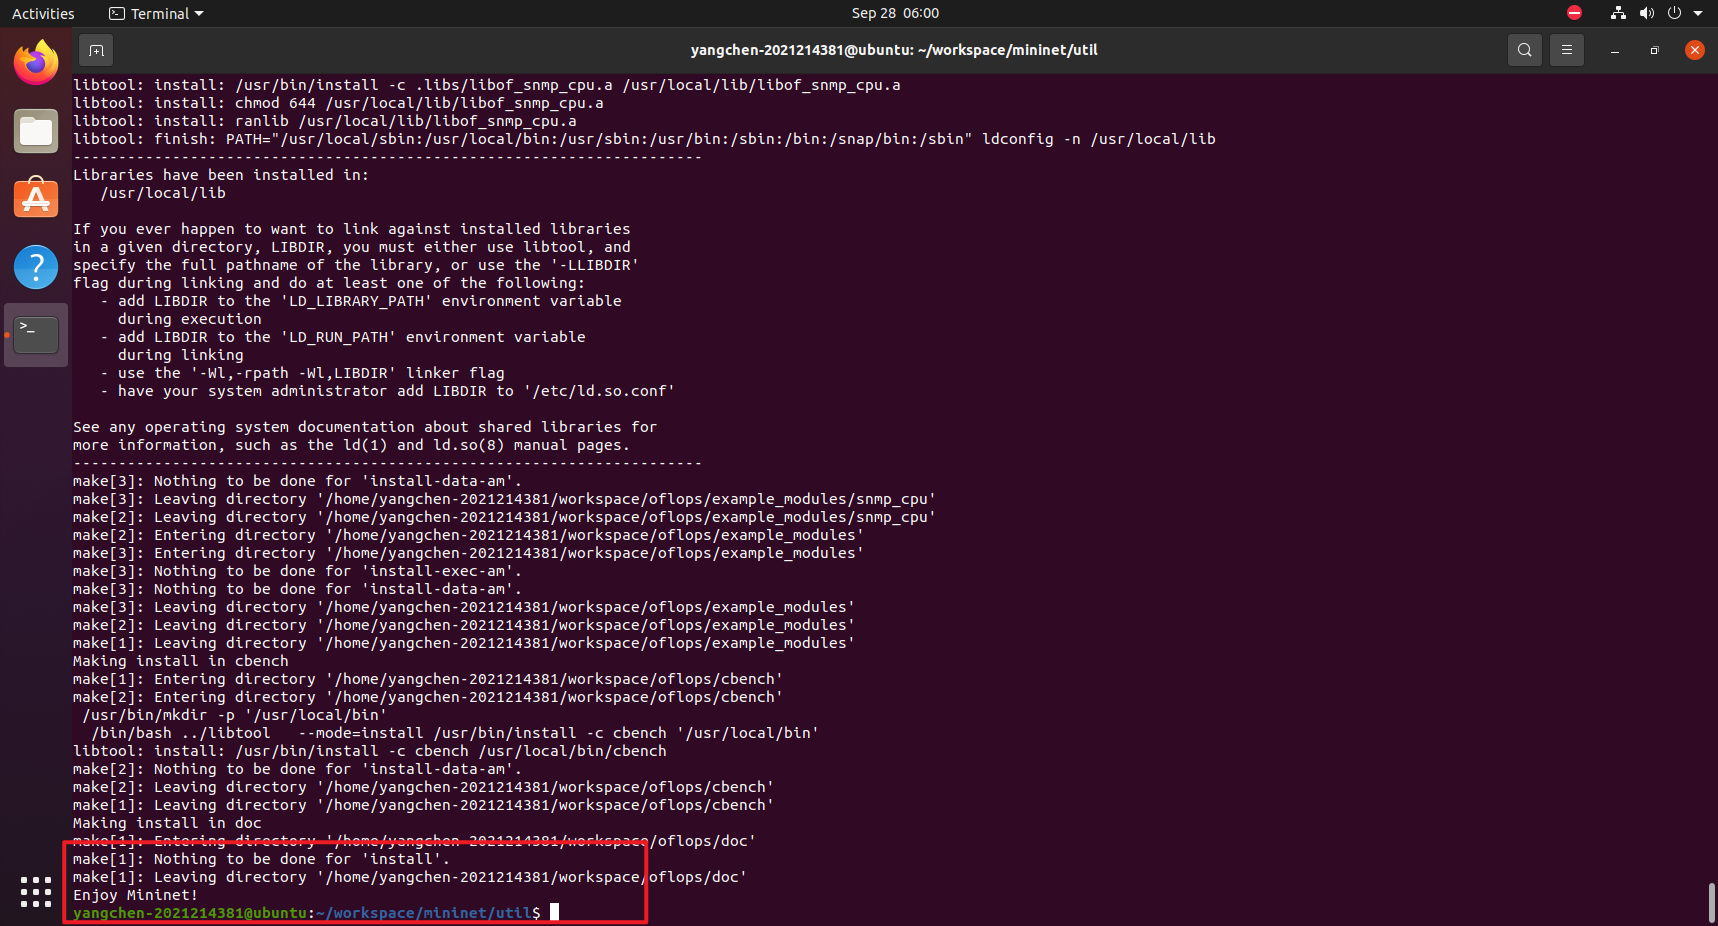 Activities
Terminal
Sep 28 06:00
yangchen-2021214381@ubuntu: ~/workspace/mininet/util
libtool: install: /usr/bin/install -c .libs/libof_snmp_cpu.a /usr/local/lib/libof_snmp_cpu.a
libtool: install: chmod 644 /usr/local/lib/libof_snmp_cpu.a
libtool: install: ranlib /usr/local/lib/libof_snmp_cpu.a
libtool: finish: PATH="/usr/local/sbin:/usr/local/bin:/usr/sbin:/usr/bin:/sbin:/bin:/snap/bin:/sbin" ldconfig -n /usr/local/lib
----------------------------------------------------------------------
Libraries have been installed in:
   /usr/local/lib
If you ever happen to want to link against installed libraries
in a given directory, LIBDIR, you must either use libtool, and
specify the full pathname of the library, or use the '-LLIBDIR'
flag during linking and do at least one of the following:
   - add LIBDIR to the 'LD_LIBRARY_PATH' environment variable
     during execution
   - add LIBDIR to the 'LD_RUN_PATH' environment variable
     during linking
   - use the '-Wl,-rpath -Wl,LIBDIR' linker flag
   - have your system administrator add LIBDIR to '/etc/ld.so.conf'
See any operating system documentation about shared libraries for
more information, such as the ld(1) and ld.so(8) manual pages.
----------------------------------------------------------------------
make[3]: Nothing to be done for 'install-data-am'.
make[3]: Leaving directory '/home/yangchen-2021214381/workspace/oflops/example_modules/snmp_cpu'
make[2]: Leaving directory '/home/yangchen-2021214381/workspace/oflops/example_modules/snmp_cpu'
make[2]: Entering directory '/home/yangchen-2021214381/workspace/oflops/example_modules'
make[3]: Entering directory '/home/yangchen-2021214381/workspace/oflops/example_modules'
make[3]: Nothing to be done for 'install-exec-am'.
make[3]: Nothing to be done for 'install-data-am'.
make[3]: Leaving directory '/home/yangchen-2021214381/workspace/oflops/example_modules'
make[2]: Leaving directory '/home/yangchen-2021214381/workspace/oflops/example_modules'
make[1]: Leaving directory '/home/yangchen-2021214381/workspace/oflops/example_modules'
Making install in cbench
make[1]: Entering directory '/home/yangchen-2021214381/workspace/oflops/cbench'
make[2]: Entering directory '/home/yangchen-2021214381/workspace/oflops/cbench'
 /usr/bin/mkdir -p '/usr/local/bin'
  /bin/bash ../libtool   --mode=install /usr/bin/install -c cbench '/usr/local/bin'
libtool: install: /usr/bin/install -c cbench /usr/local/bin/cbench
make[2]: Nothing to be done for 'install-data-am'.
make[2]: Leaving directory '/home/yangchen-2021214381/workspace/oflops/cbench'
make[1]: Leaving directory '/home/yangchen-2021214381/workspace/oflops/cbench'
Making install in doc
make[1]: Entering directory '/home/yangchen-2021214381/workspace/oflops/doc'
make[1]: Nothing to be done for 'install'.
make[1]: Leaving directory '/home/yangchen-2021214381/workspace/oflops/doc'
Enjoy Mininet!
yangchen-2021214381@ubuntu:~/workspace/mininet/util$